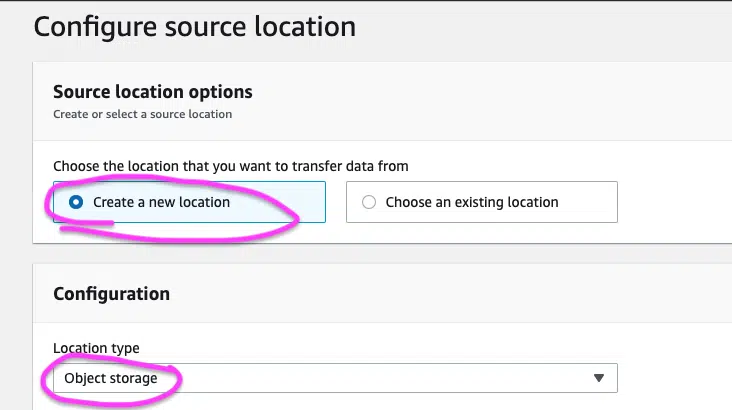 Configure source location
Source location options
Create or select a source location
Choose the location that you want to transfer data from
Create a new location
Choose an existing location
Configuration
Location type
Object storage